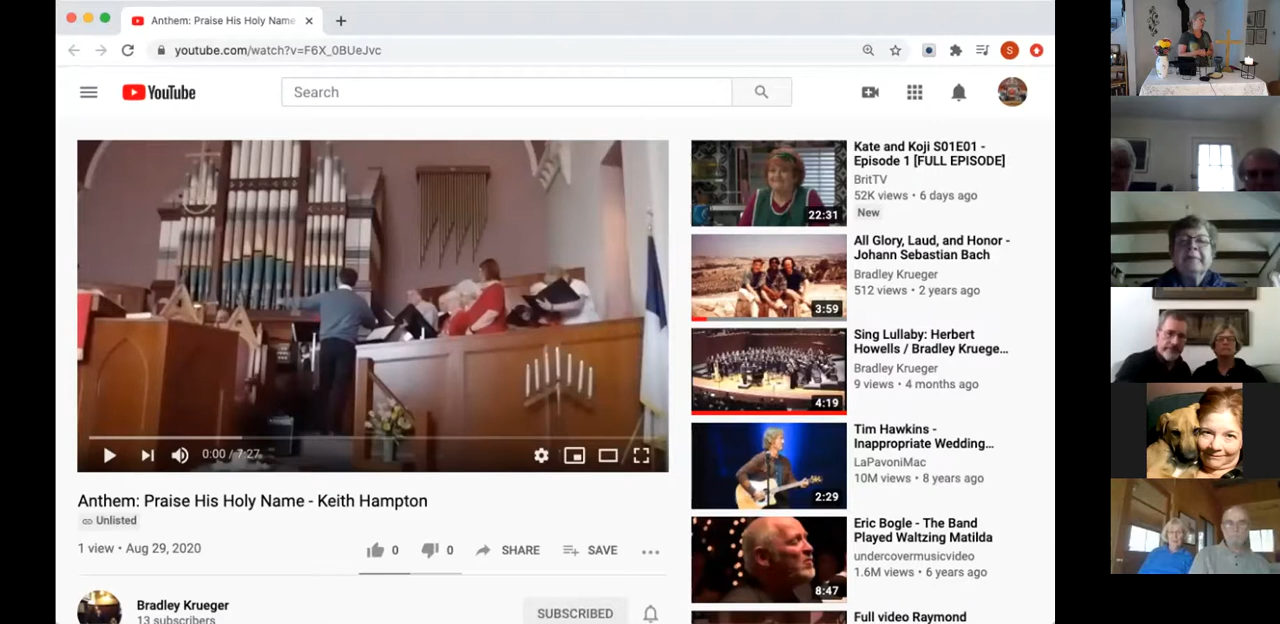 Anthem: Praise His Holy Name
youtube.com/watch?v=F6X_0BUeJvc
S
YouTube
Search
0:00 / 7:27
Anthem: Praise His Holy Name - Keith Hampton
Unlisted
1 view • Aug 29, 2020
0
0
SHARE
SAVE
Bradley Krueger
13 subscribers
SUBSCRIBED
22:31
Kate and Koji S01E01 -
Episode 1 [FULL EPISODE]
BritTV
52K views • 6 days ago
New
3:59
All Glory, Laud, and Honor -
Johann Sebastian Bach
Bradley Krueger
512 views • 2 years ago
4:19
Sing Lullaby: Herbert
Howells / Bradley Kruege...
Bradley Krueger
9 views • 4 months ago
2:29
Tim Hawkins -
Inappropriate Wedding...
LaPavoniMac
10M views • 8 years ago
8:47
Eric Bogle - The Band
Played Waltzing Matilda
undercovermusicvideo
1.6M views • 6 years ago
Full video Raymond